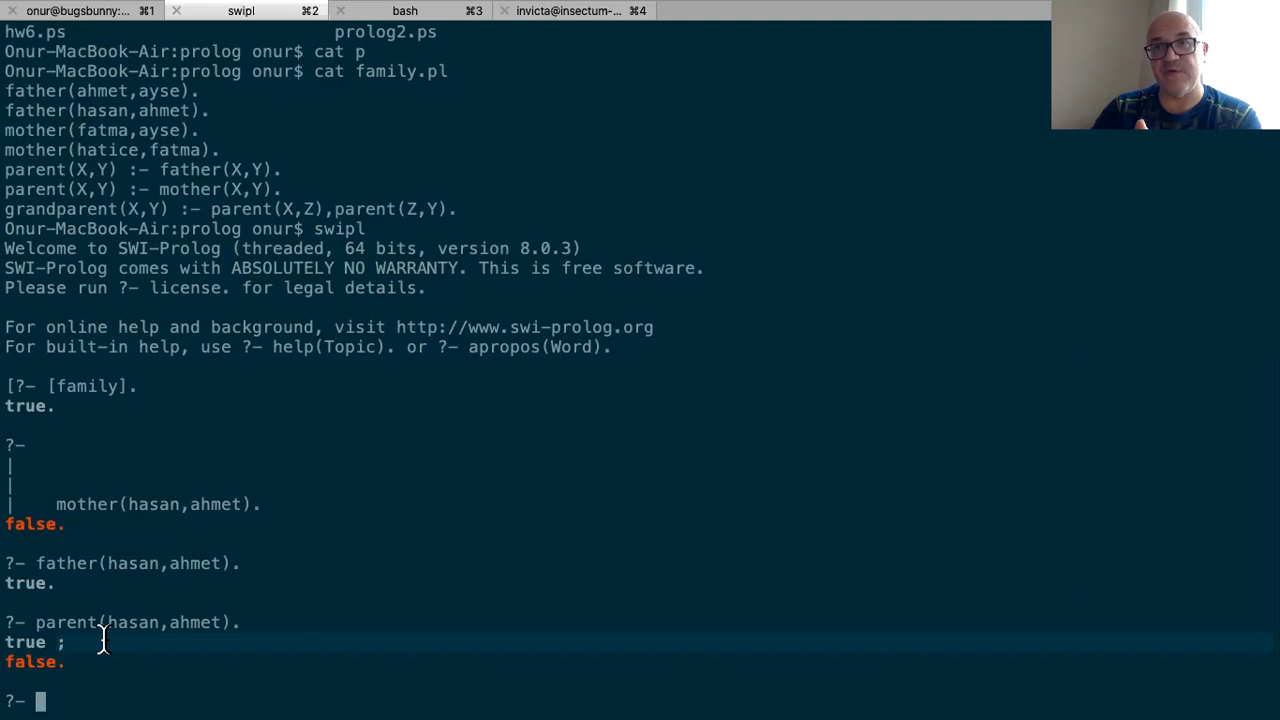 onur@bugsbunny:... ⌘1 × swipl ⌘2 × bash ⌘3 × invicta@insectum-... ⌘4
hw6.ps prolog2.ps
Onur-MacBook-Air:prolog onur$ cat p
Onur-MacBook-Air:prolog onur$ cat family.pl
father(ahmet,ayse).
father(hasan,ahmet).
mother(fatma,ayse).
mother(hatice,fatma).
parent(X,Y) :- father(X,Y).
parent(X,Y) :- mother(X,Y).
grandparent(X,Y) :- parent(X,Z),parent(Z,Y).
Onur-MacBook-Air:prolog onur$ swipl
Welcome to SWI-Prolog (threaded, 64 bits, version 8.0.3)
SWI-Prolog comes with ABSOLUTELY NO WARRANTY. This is free software.
Please run ?- license. for legal details.
For online help and background, visit http://www.swi-prolog.org
For built-in help, use ?- help(Topic). or ?- apropos(Word).
[?- [family].
true.
?-
|
|
| mother(hasan,ahmet).
false.
?- father(hasan,ahmet).
true.
?- parent(hasan,ahmet).
true ;
false.
?-